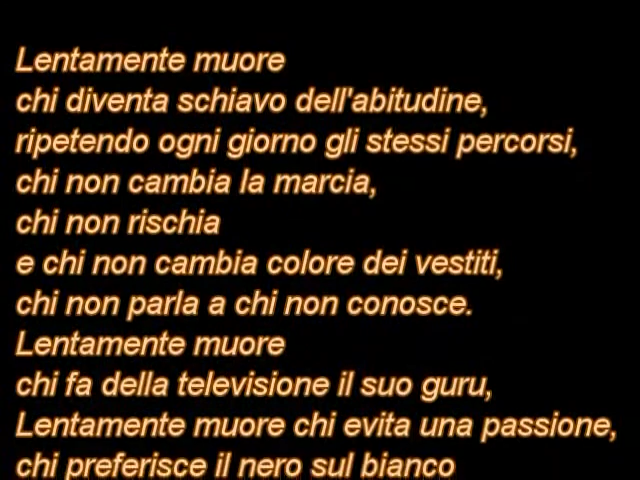 Lentamente muore
chi diventa schiavo dell'abitudine,
ripetendo ogni giorno gli stessi percorsi,
chi non cambia la marcia,
chi non rischia
e chi non cambia colore dei vestiti,
chi non parla a chi non conosce.
Lentamente muore
chi fa della televisione il suo guru,
Lentamente muore chi evita una passione,
chi preferisce il nero sul bianco